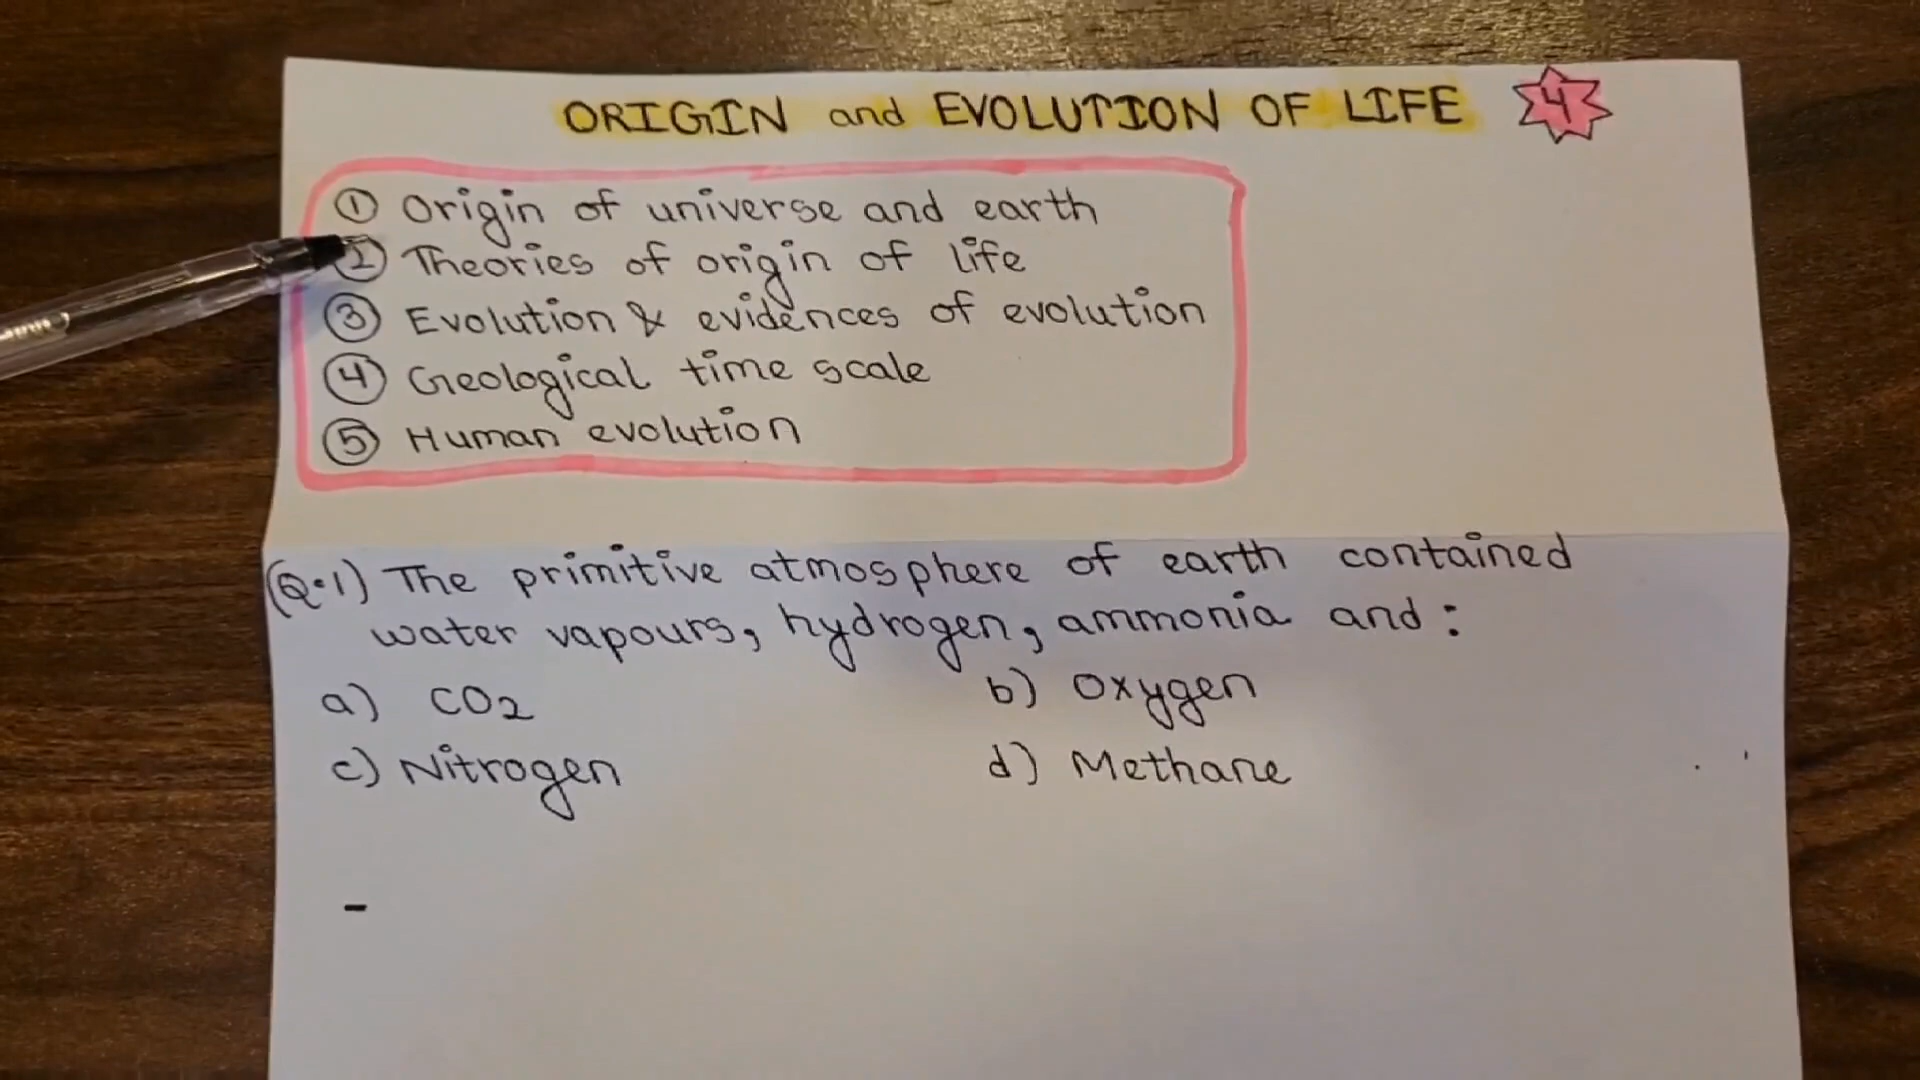 ORIGIN and EVOLUTION OF LIFE 4
① Origin of universe and earth
② Theories of origin of life
③ Evolution & evidences of evolution
④ Geological time scale
⑤ Human evolution
(Q.1) The primitive atmosphere of earth contained
water vapours, hydrogen, ammonia and :
a) CO2 b) Oxygen
c) Nitrogen d) Methane